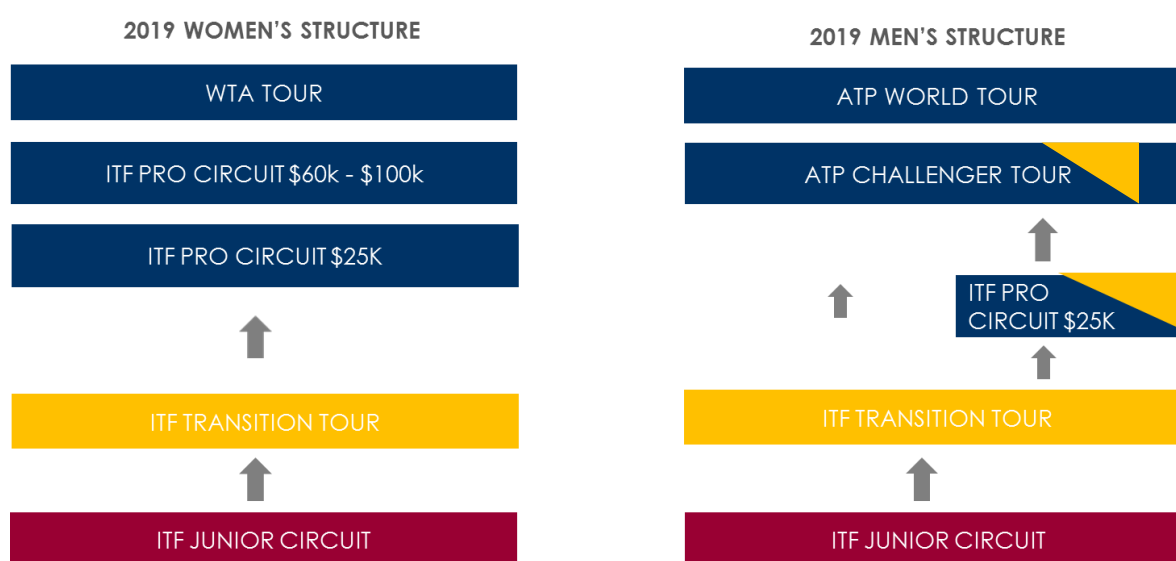 2019 WOMEN'S STRUCTURE
WTA TOUR
ITF PRO CIRCUIT $60k - $100k
ITF PRO CIRCUIT $25K
ITF TRANSITION TOUR
ITF JUNIOR CIRCUIT
2019 MEN'S STRUCTURE
ATP WORLD TOUR
ATP CHALLENGER TOUR
ITF PRO
CIRCUIT $25K
ITF TRANSITION TOUR
ITF JUNIOR CIRCUIT